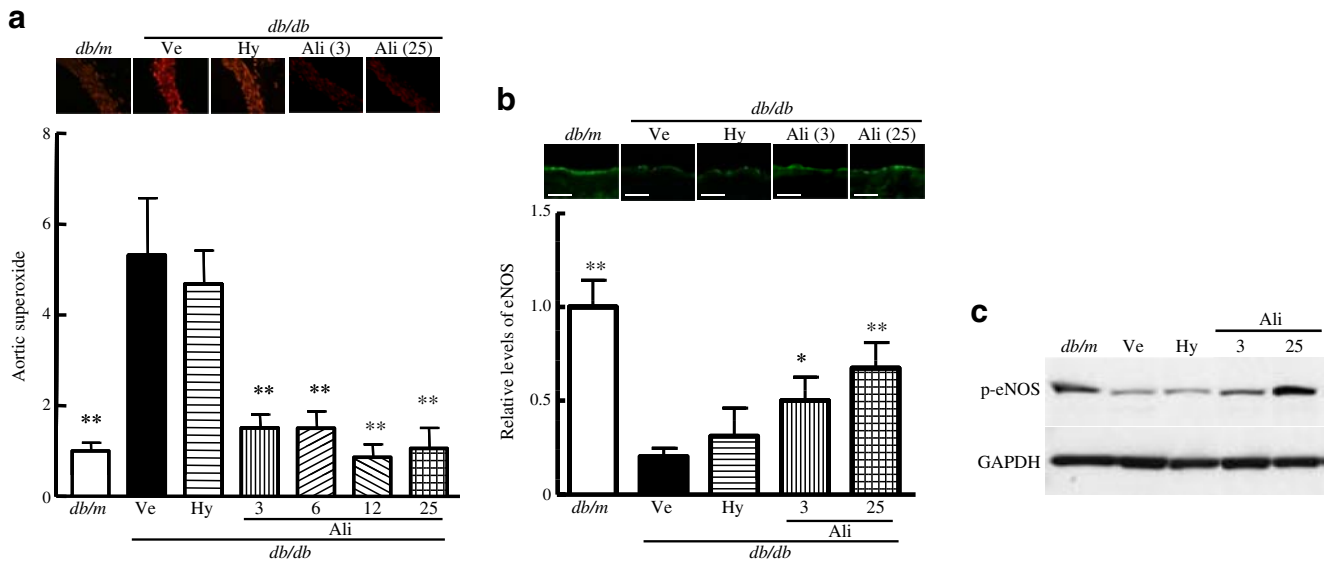 a
db/db
db/m Ve Hy Ali (3) Ali (25)
8
6
4
2
0
Aortic superoxide
** ** ** ** **
db/m Ve Hy 3 6 12 25
Ali
db/db
b
db/db
db/m Ve Hy Ali (3) Ali (25)
1.5
1.0
0.5
0
Relative levels of eNOS
** * **
db/m Ve Hy 3 25
Ali
db/db
c
Ali
db/m Ve Hy 3 25
p-eNOS
GAPDH